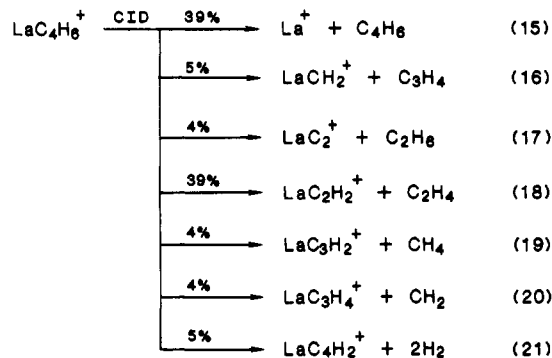 LaC₄H₆⁺ CID 39% La⁺ + C₄H₆ (15)
5% LaCH₂⁺ + C₃H₄ (16)
4% LaC₂⁺ + C₂H₆ (17)
39% LaC₂H₂⁺ + C₂H₄ (18)
4% LaC₃H₂⁺ + CH₄ (19)
4% LaC₃H₄⁺ + CH₂ (20)
5% LaC₄H₂⁺ + 2H₂ (21)